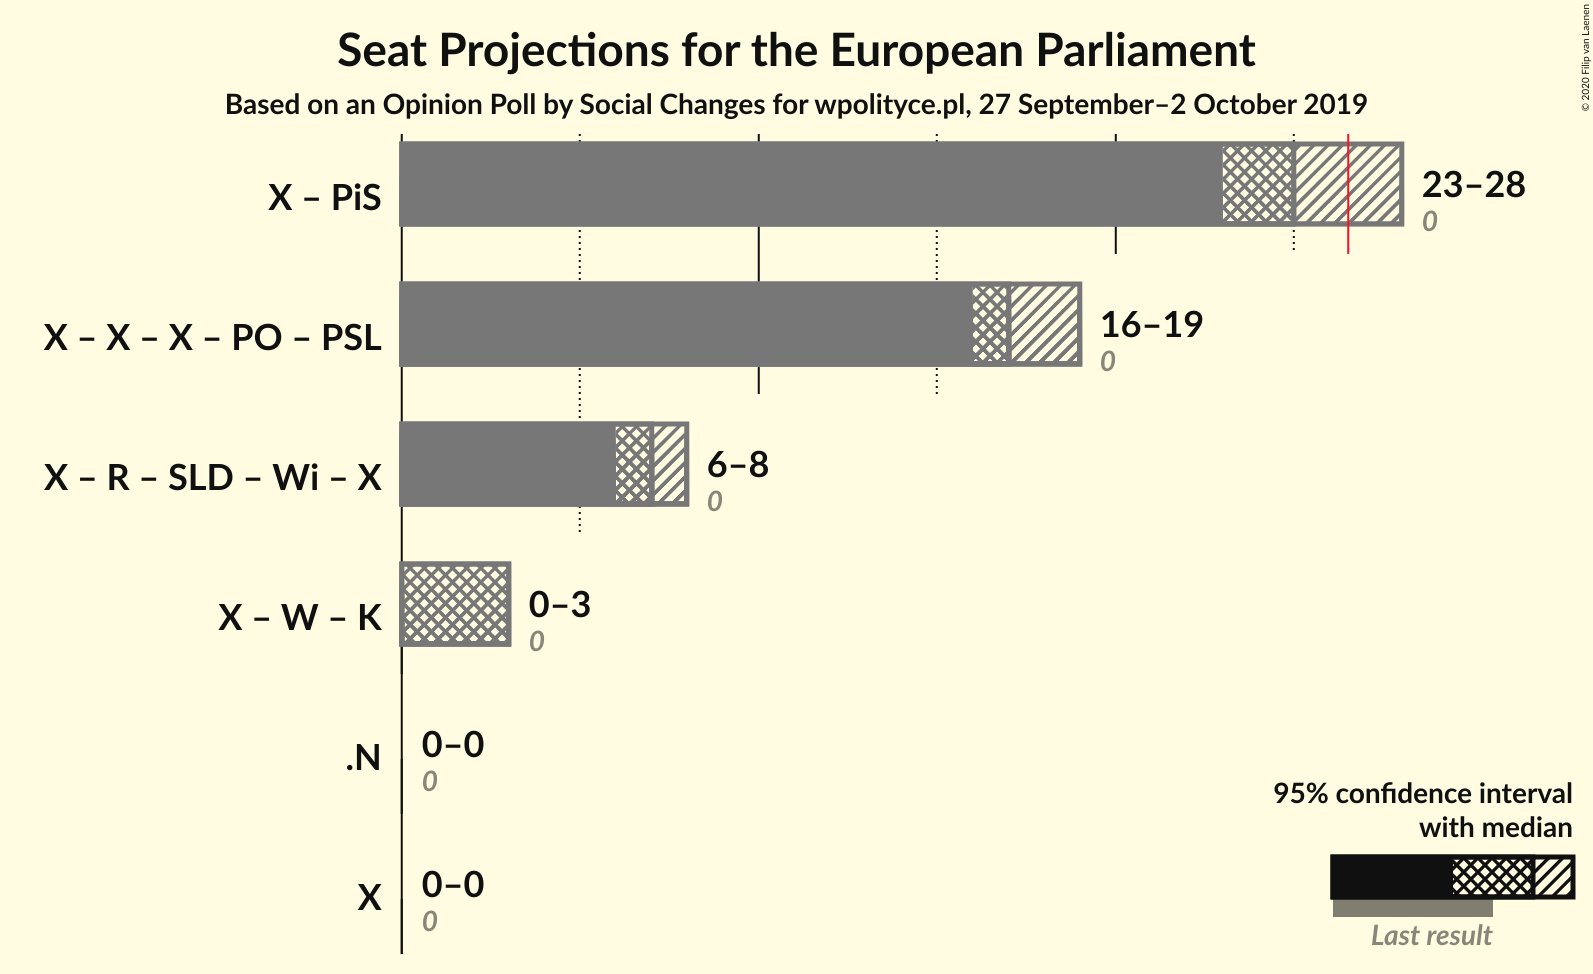 Seat Projections for the European Parliament
Based on an Opinion Poll by Social Changes for wpolityce.pl, 27 September–2 October 2019
© 2020 Filip van Laenen
X – PiS
23–28
0
X – X – X – PO – PSL
16–19
0
X – R – SLD – Wi – X
6–8
0
X – W – K
0–3
0
.N
0–0
0
X
0–0
0
95% confidence interval
with median
Last result